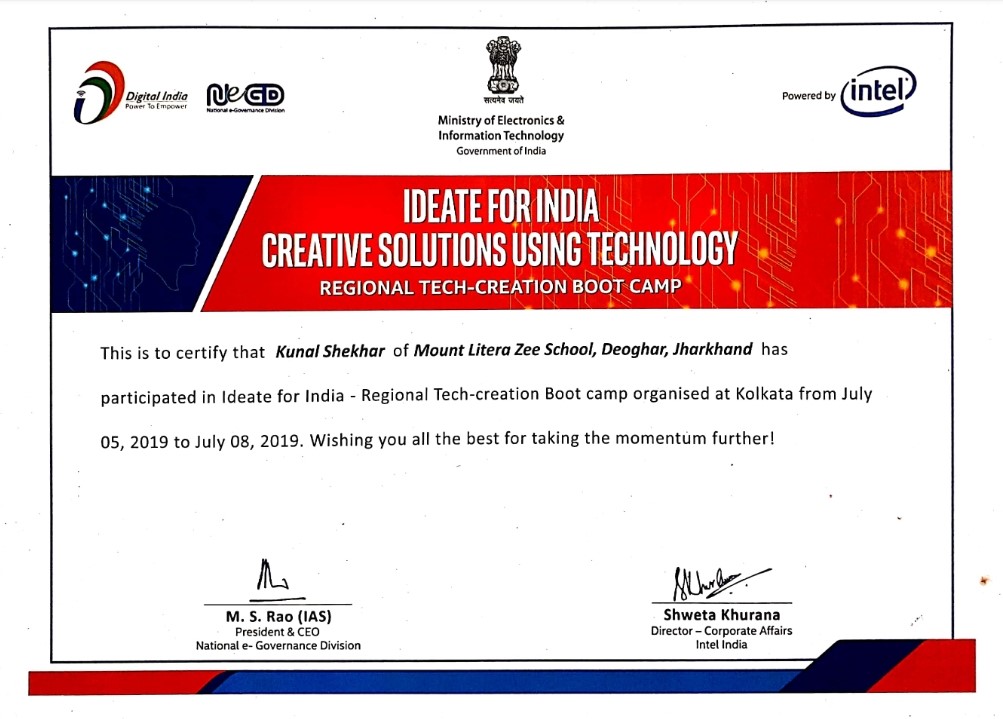 Digital India
Power To Empower
NeGD
National e-Governance Division
सत्यमेव जयते
Ministry of Electronics &
Information Technology
Government of India
Powered by intel
IDEATE FOR INDIA
CREATIVE SOLUTIONS USING TECHNOLOGY
REGIONAL TECH-CREATION BOOT CAMP
This is to certify that Kunal Shekhar of Mount Litera Zee School, Deoghar, Jharkhand has
participated in Ideate for India - Regional Tech-creation Boot camp organised at Kolkata from July
05, 2019 to July 08, 2019. Wishing you all the best for taking the momentum further!
M. S. Rao (IAS)
President & CEO
National e- Governance Division
SKhurana
Shweta Khurana
Director – Corporate Affairs
Intel India